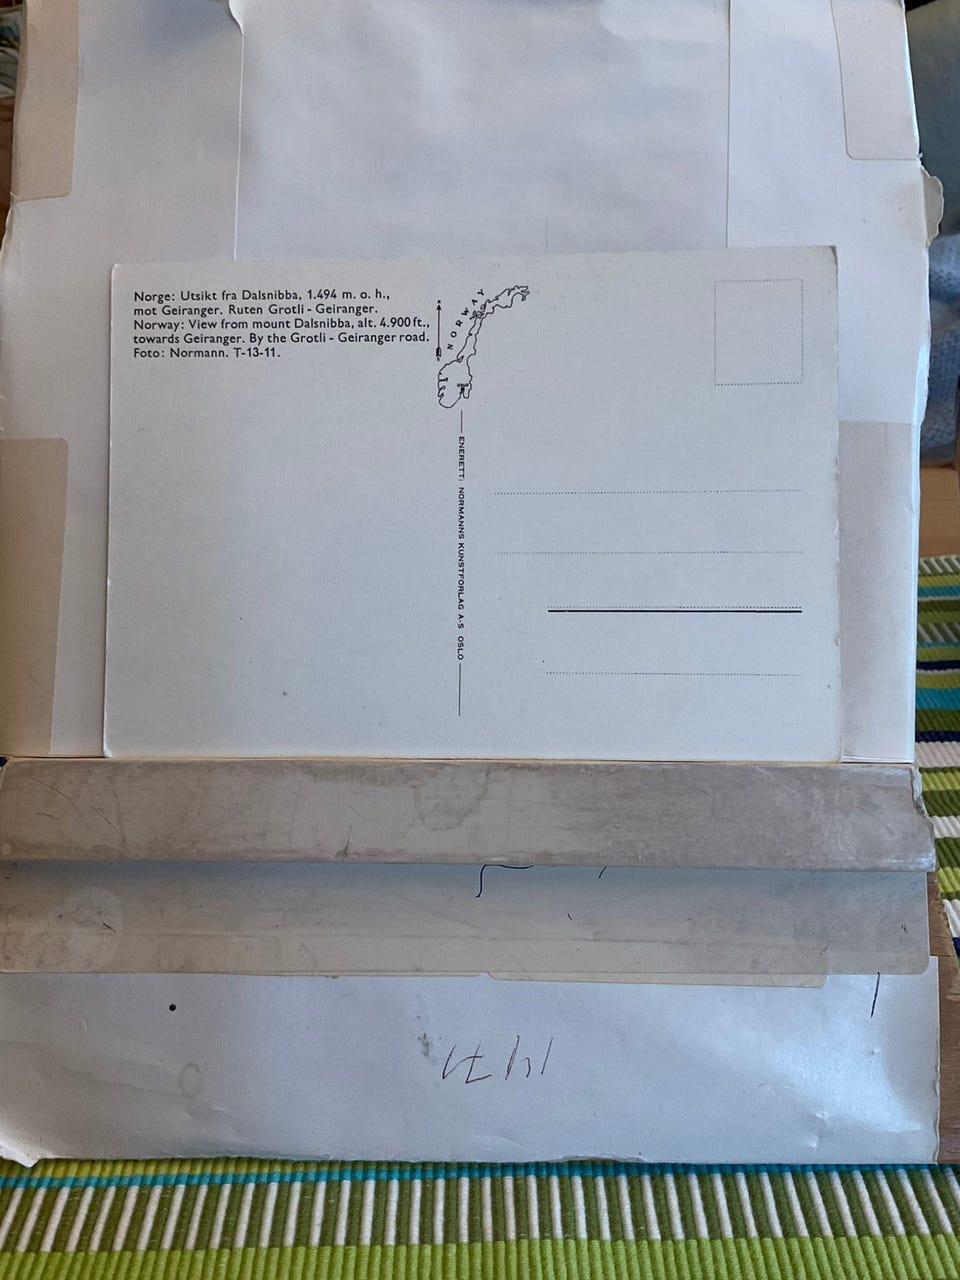 Norge: Utsikt fra Dalsnibba, 1.494 m. o. h.,
mot Geiranger. Ruten Grotli - Geiranger.
Norway: View from mount Dalsnibba, alt. 4.900 ft.,
towards Geiranger. By the Grotli - Geiranger road.
Foto: Normann. T-13-11.
NORWAY
ENERETT: NORMANNS KUNSTFORLAG A-S OSLO